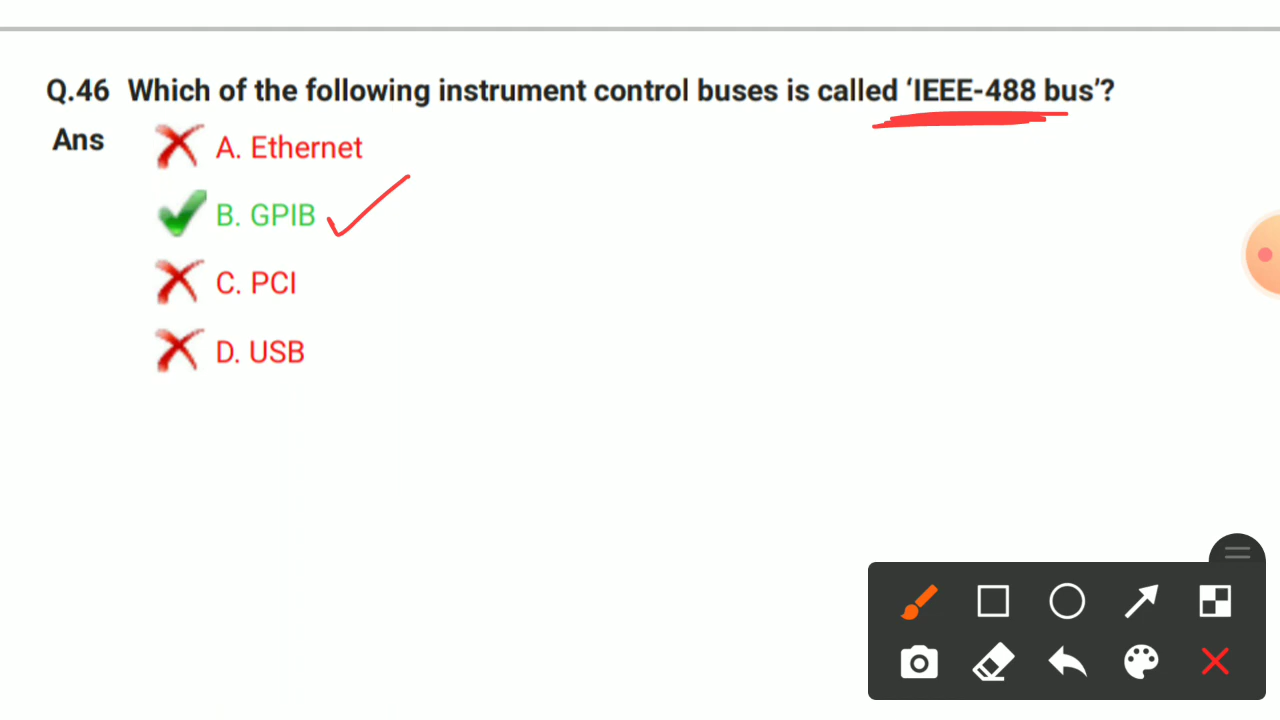 Q.46 Which of the following instrument control buses is called ‘IEEE-488 bus’?
Ans
A. Ethernet
B. GPIB
C. PCI
D. USB